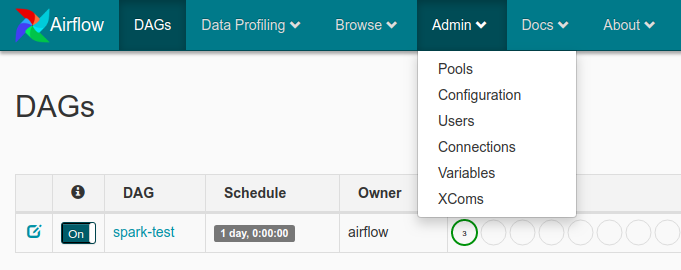 Airflow DAGs Data Profiling Browse Admin Docs About
Pools
Configuration
Users
Connections
Variables
XComs
DAGs
DAG Schedule Owner
On spark-test 1 day, 0:00:00 airflow 3